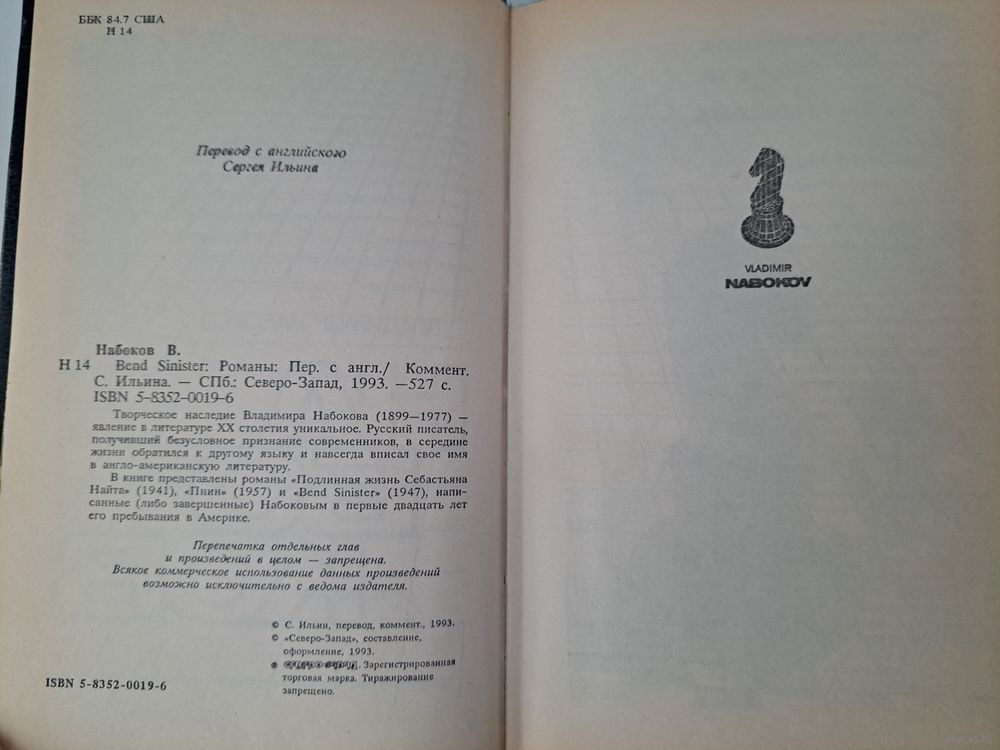 ББК 84.7 США
Н 14
Перевод с английского
Сергея Ильина
Набоков В.
Н 14 Bend Sinister: Романы: Пер. с англ./ Коммент.
С. Ильина. — СПб.: Северо-Запад, 1993. —527 с.
ISBN 5-8352-0019-6
Творческое наследие Владимира Набокова (1899—1977) —
явление в литературе XX столетия уникальное. Русский писатель,
получивший безусловное признание современников, в середине
жизни обратился к другому языку и навсегда вписал свое имя
в англо-американскую литературу.
В книге представлены романы «Подлинная жизнь Себастьяна
Найта» (1941), «Пнин» (1957) и «Bend Sinister» (1947), напи-
санные (либо завершенные) Набоковым в первые двадцать лет
его пребывания в Америке.
Перепечатка отдельных глав
и произведений в целом — запрещена.
Всякое коммерческое использование данных произведений
возможно исключительно с ведома издателя.
© С. Ильин, перевод, коммент., 1993.
© «Северо-Запад», составление,
оформление, 1993.
® Зарегистрированная
торговая марка. Тиражирование
запрещено.
ISBN 5-8352-0019-6
VLADIMIR
NABOKOV